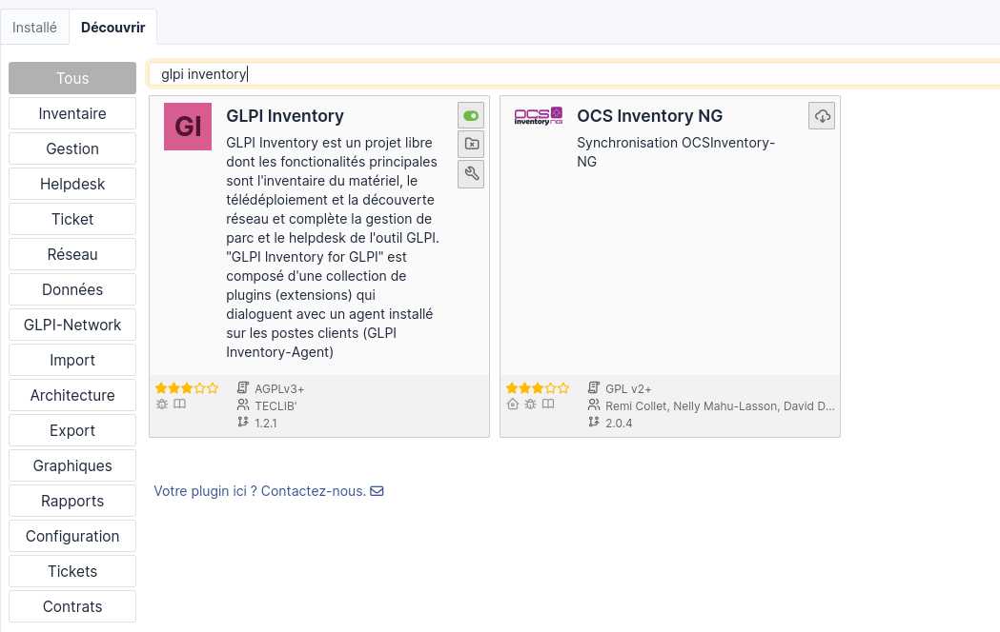 Installé
Découvrir
Tous
Inventaire
Gestion
Helpdesk
Ticket
Réseau
Données
GLPI-Network
Import
Architecture
Export
Graphiques
Rapports
Configuration
Tickets
Contrats
glpi inventory
GI
GLPI Inventory
GLPI Inventory est un projet libre
dont les fonctionalités principales
sont l'inventaire du matériel, le
télédéploiement et la découverte
réseau et complète la gestion de
parc et le helpdesk de l'outil GLPI.
"GLPI Inventory for GLPI" est
composé d'une collection de
plugins (extensions) qui
dialoguent avec un agent installé
sur les postes clients (GLPI
Inventory-Agent)
AGPLv3+
TECLIB'
1.2.1
OCS
inventory NG
OCS Inventory NG
Synchronisation OCSInventory-
NG
GPL v2+
Remi Collet, Nelly Mahu-Lasson, David D...
2.0.4
Votre plugin ici ? Contactez-nous.